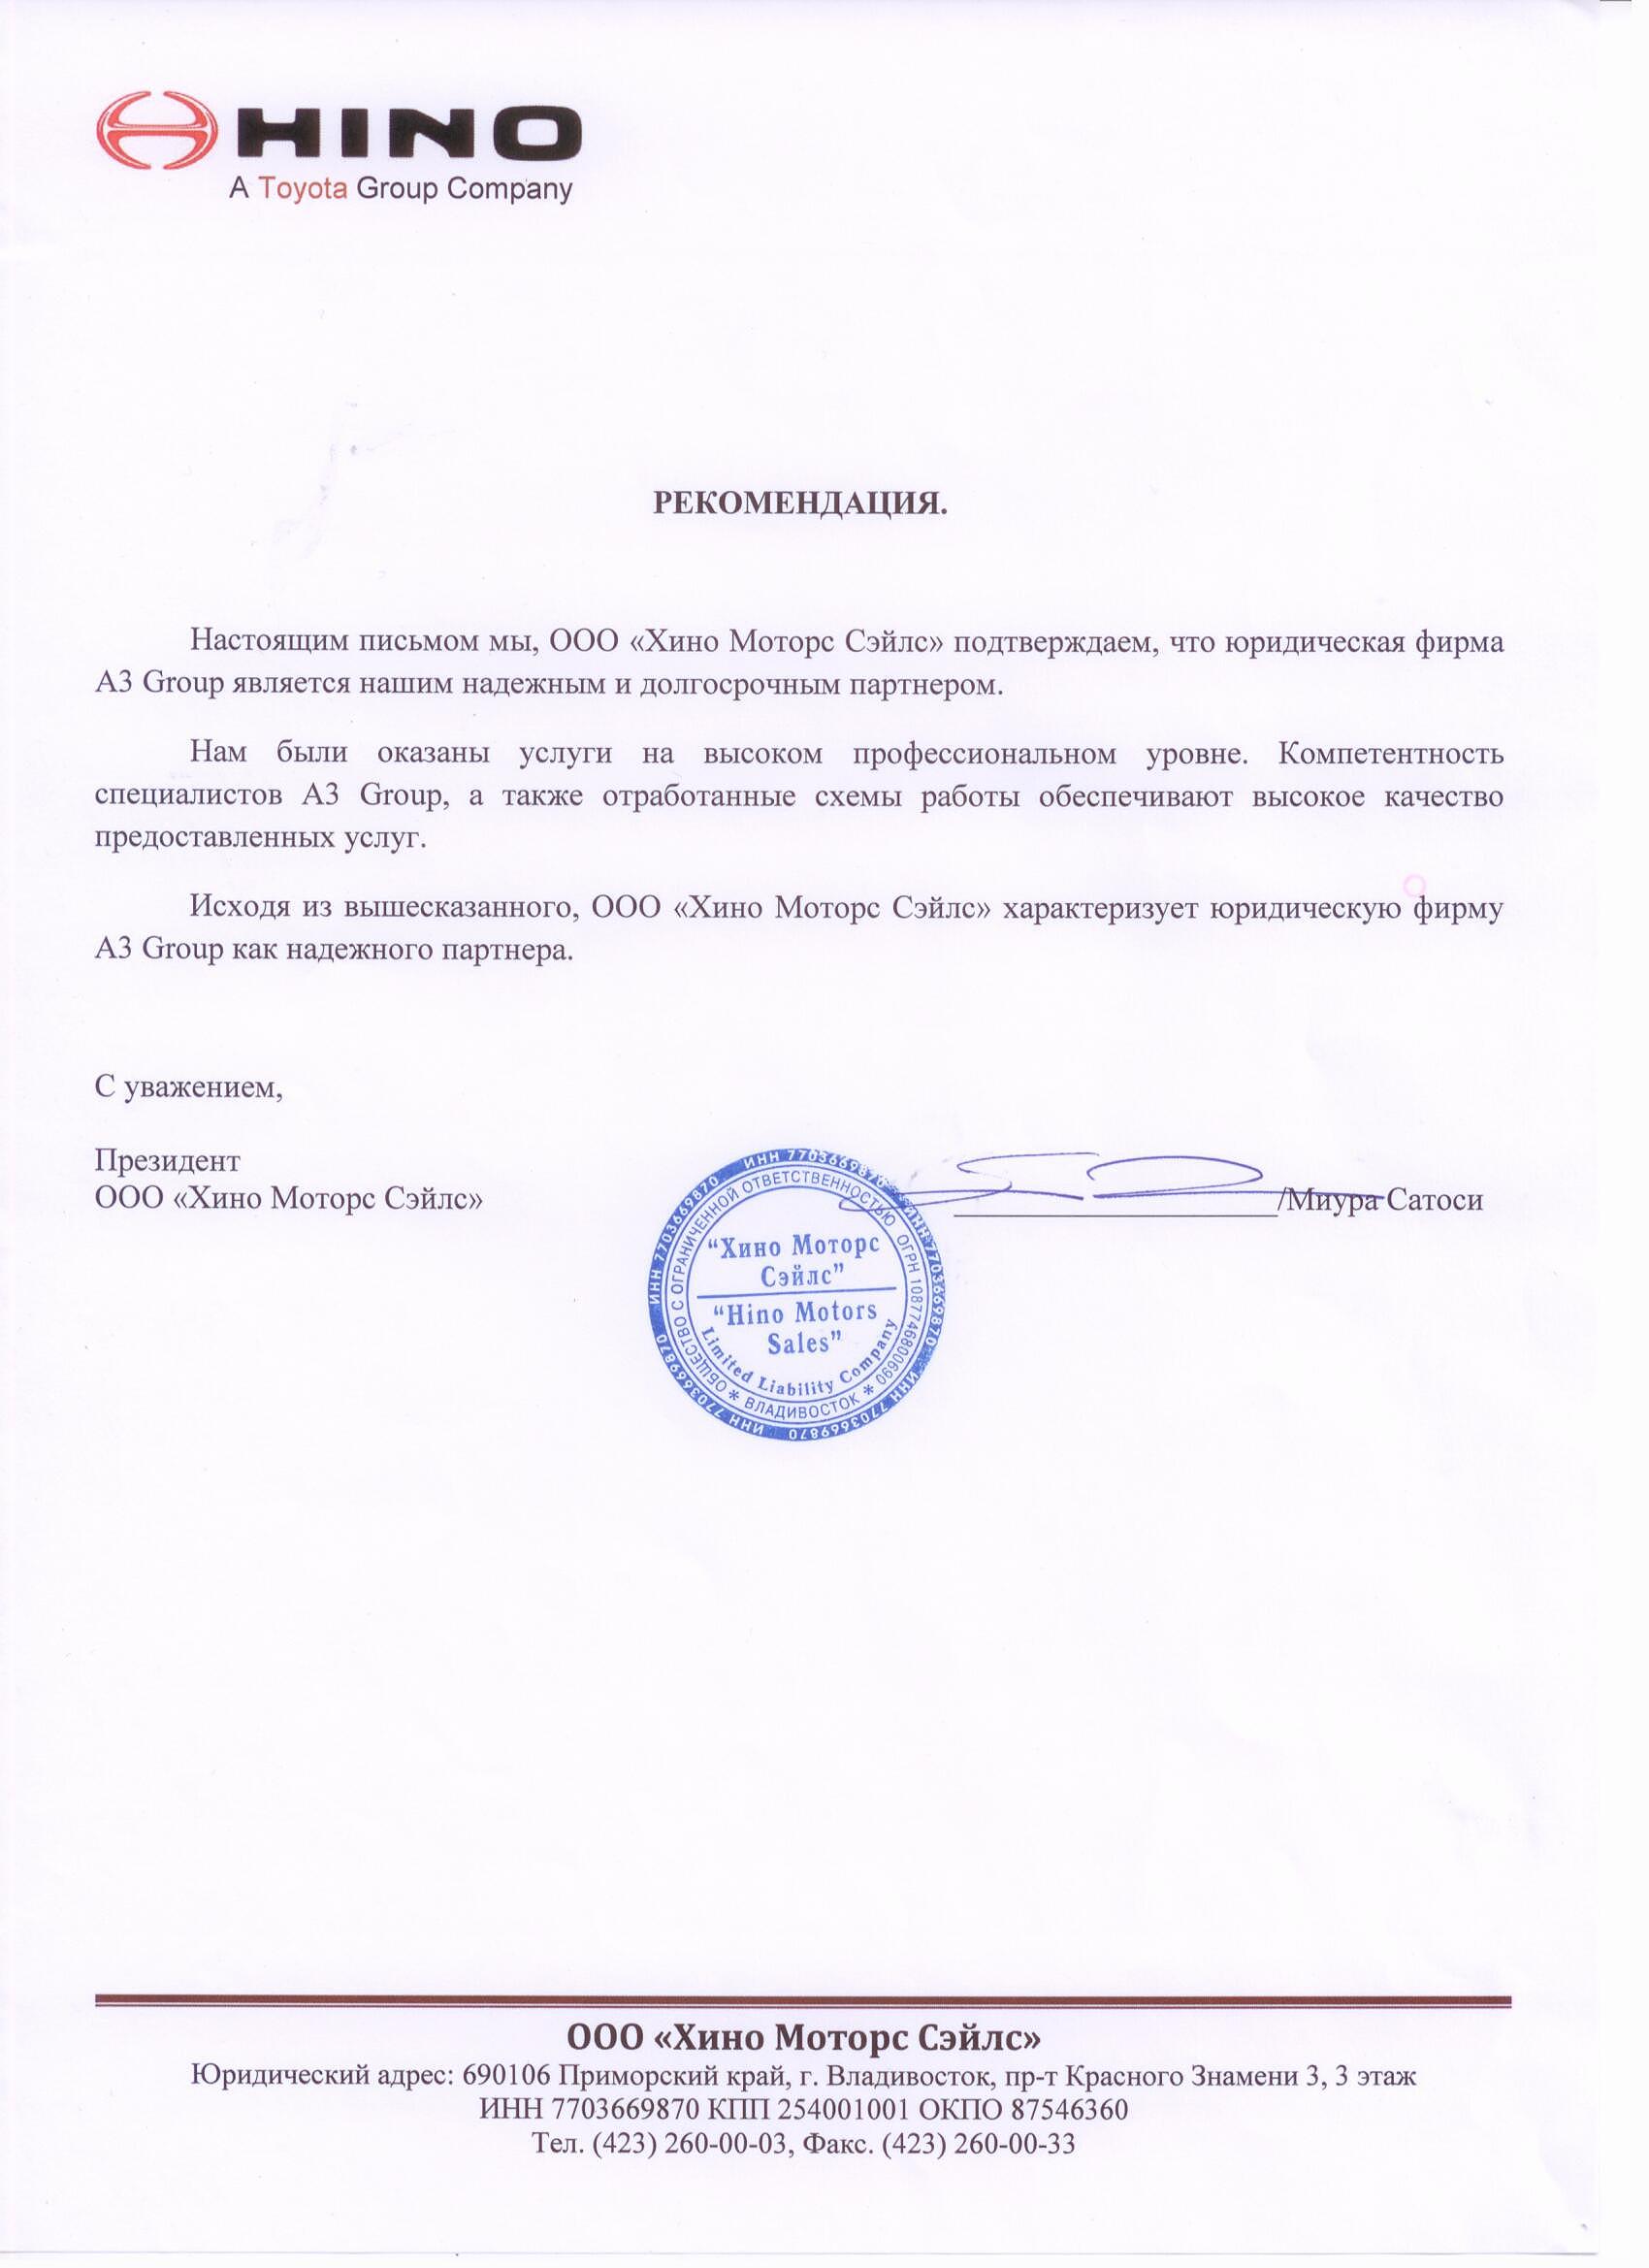 HINO
A Toyota Group Company
РЕКОМЕНДАЦИЯ.
Настоящим письмом мы, ООО «Хино Моторс Сэйлс» подтверждаем, что юридическая фирма
А3 Group является нашим надежным и долгосрочным партнером.
Нам были оказаны услуги на высоком профессиональном уровне. Компетентность
специалистов А3 Group, а также отработанные схемы работы обеспечивают высокое качество
предоставленных услуг.
Исходя из вышесказанного, ООО «Хино Моторс Сэйлс» характеризует юридическую фирму
А3 Group как надежного партнера.
С уважением,
Президент
ООО «Хино Моторс Сэйлс»
/Миура Сатоси
ИНН 7703669870 ИНН 7703669870 ИНН 7703669870 ИНН 7703669870 ИНН 7703669870
ОБЩЕСТВО С ОГРАНИЧЕННОЙ ОТВЕТСТВЕННОСТЬЮ ОГРН 1087746800690
* ВЛАДИВОСТОК *
“Хино Моторс
Сэйлс”
“Hino Motors
Sales”
Limited Liability Company
ООО «Хино Моторс Сэйлс»
Юридический адрес: 690106 Приморский край, г. Владивосток, пр-т Красного Знамени 3, 3 этаж
ИНН 7703669870 КПП 254001001 ОКПО 87546360
Тел. (423) 260-00-03, Факс. (423) 260-00-33